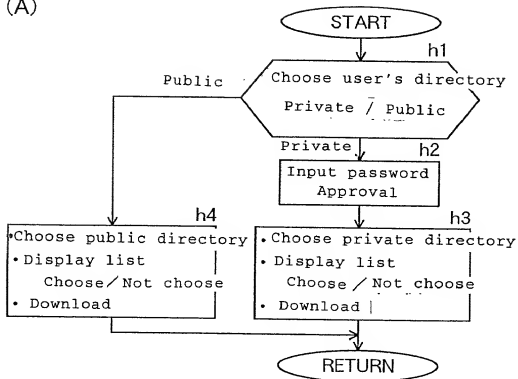 (A)
START
h1
Choose user's directory
Private / Public
Public
Private
h2
Input password
Approval
h4
•Choose public directory
• Display list
Choose/Not choose
• Download
h3
• Choose private directory
• Display list
Choose/Not choose
• Download
RETURN